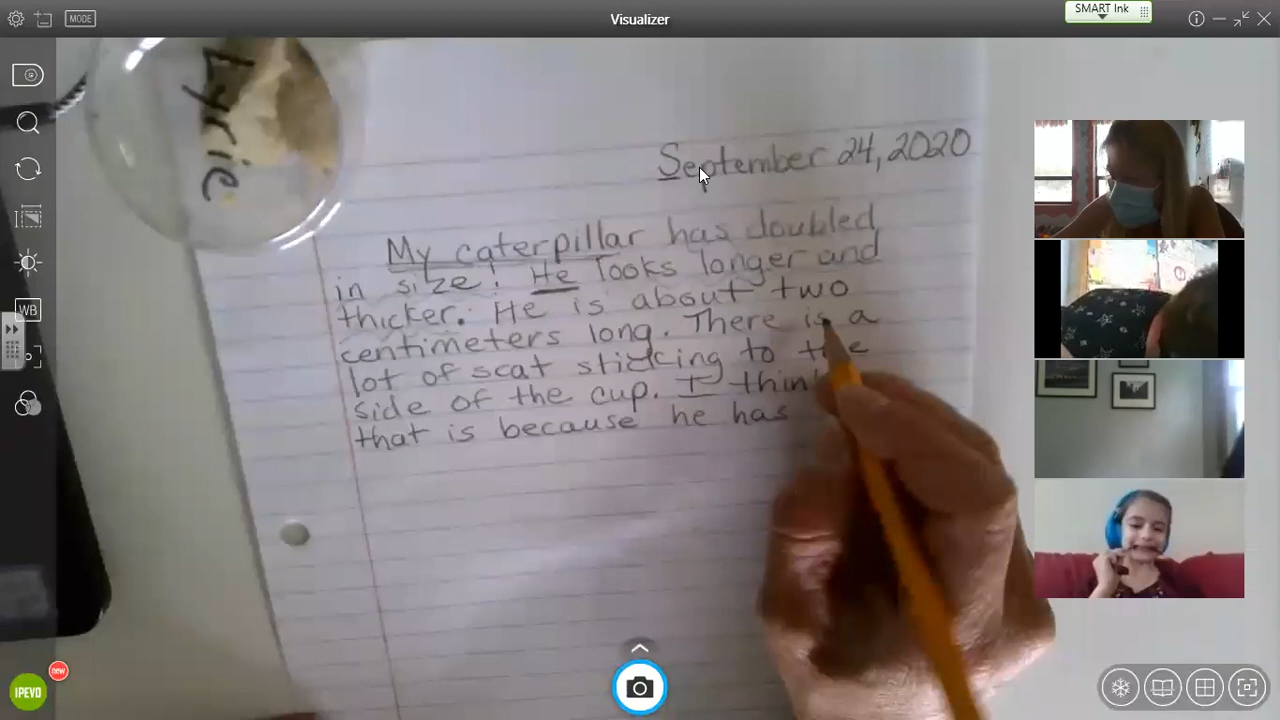 Visualizer
SMART Ink
MODE
Lyrie
September 24, 2020
My caterpillar has doubled
in size! He looks longer and
thicker. He is about two
centimeters long. There is a
lot of scat sticking to the
side of the cup. I think
that is because he has
WB
new
IPEVO